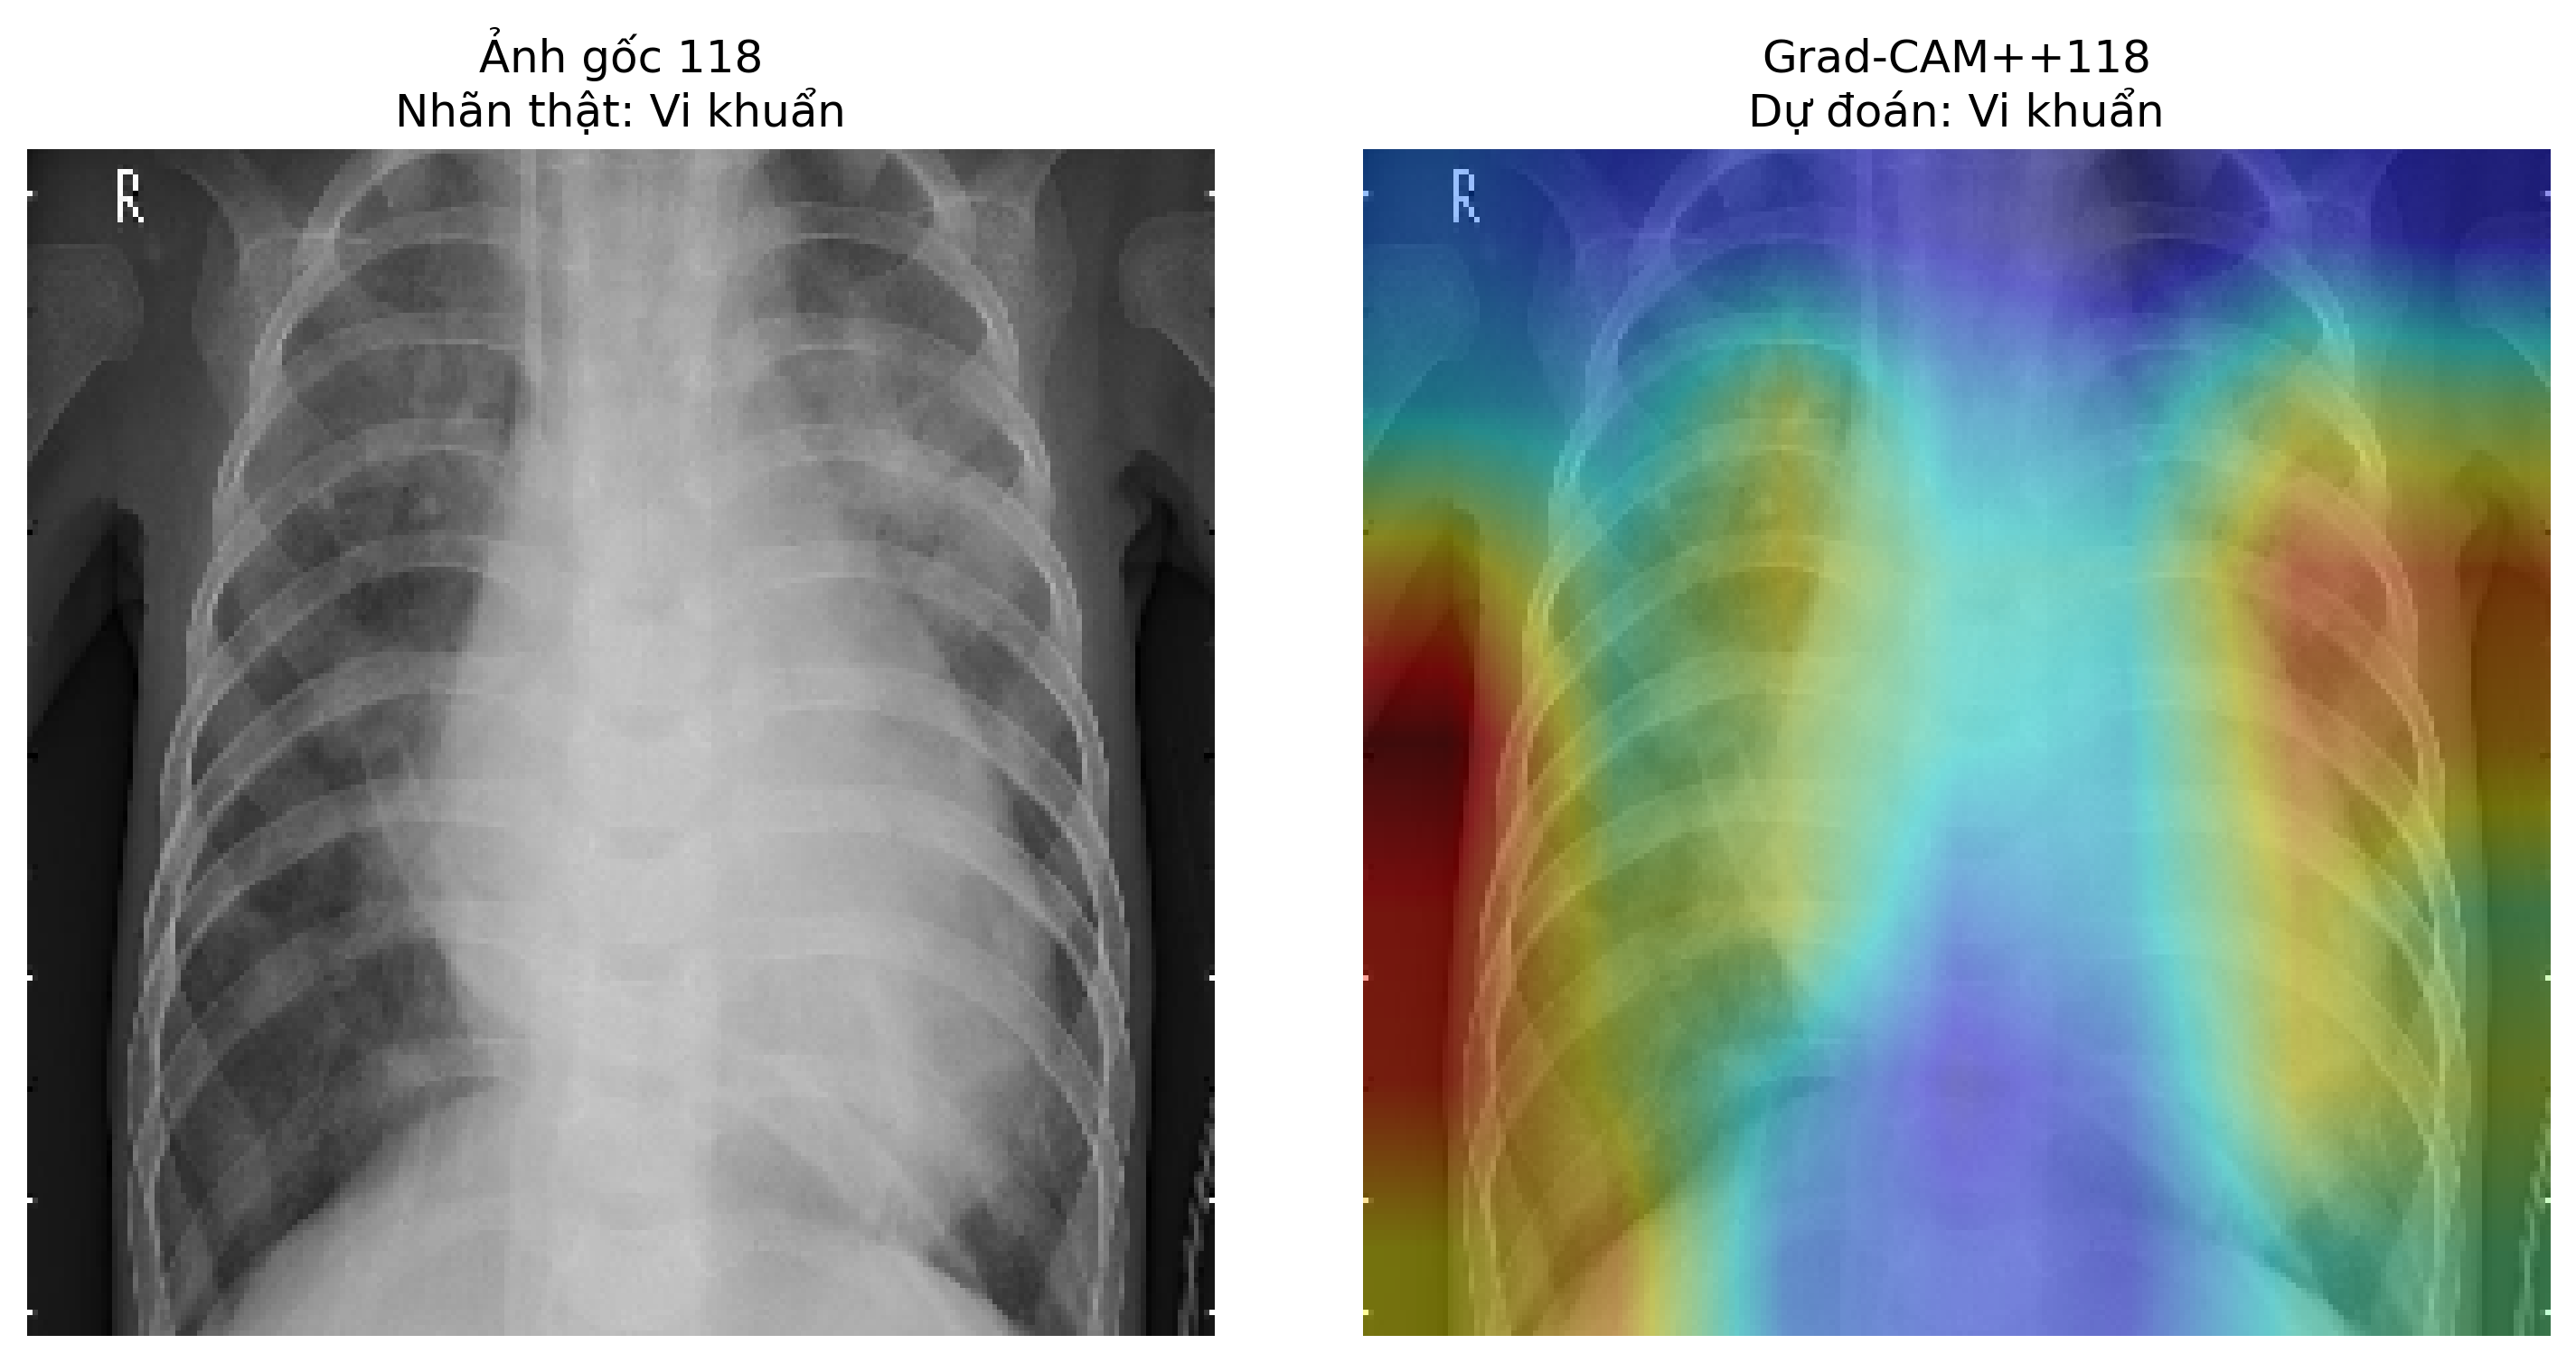 Ảnh gốc 118
Nhãn thật: Vi khuẩn
R
Grad-CAM++118
Dự đoán: Vi khuẩn
R